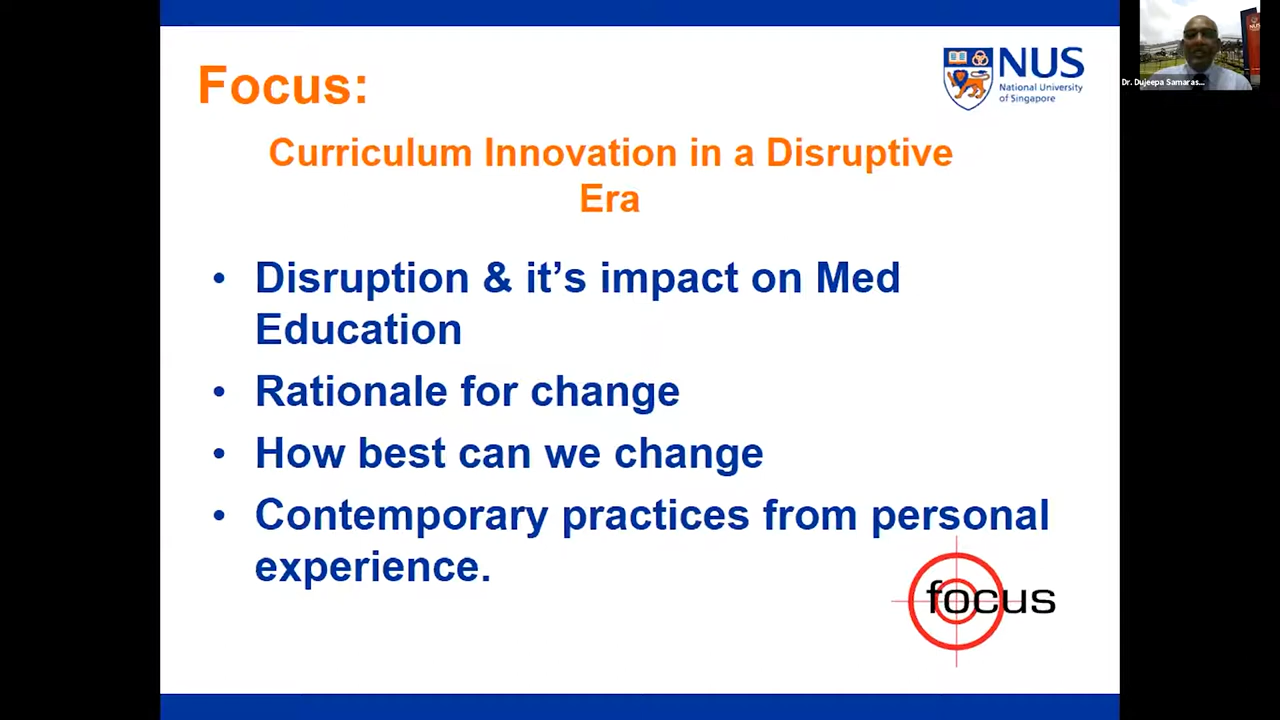 Focus:
NUS
National University
of Singapore
Dr. Dujeepa Samaras...
Curriculum Innovation in a Disruptive
Era
• Disruption & it’s impact on Med
Education
• Rationale for change
• How best can we change
• Contemporary practices from personal
experience.
focus